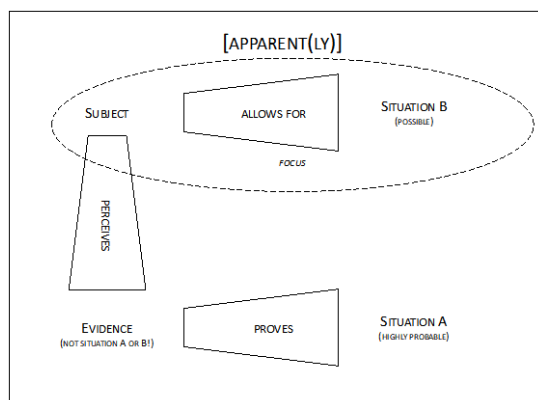 [APPARENT(LY)]
SUBJECT
ALLOWS FOR
SITUATION B
(POSSIBLE)
FOCUS
PERCEIVES
EVIDENCE
(NOT SITUATION A OR B!)
PROVES
SITUATION A
(HIGHLY PROBABLE)